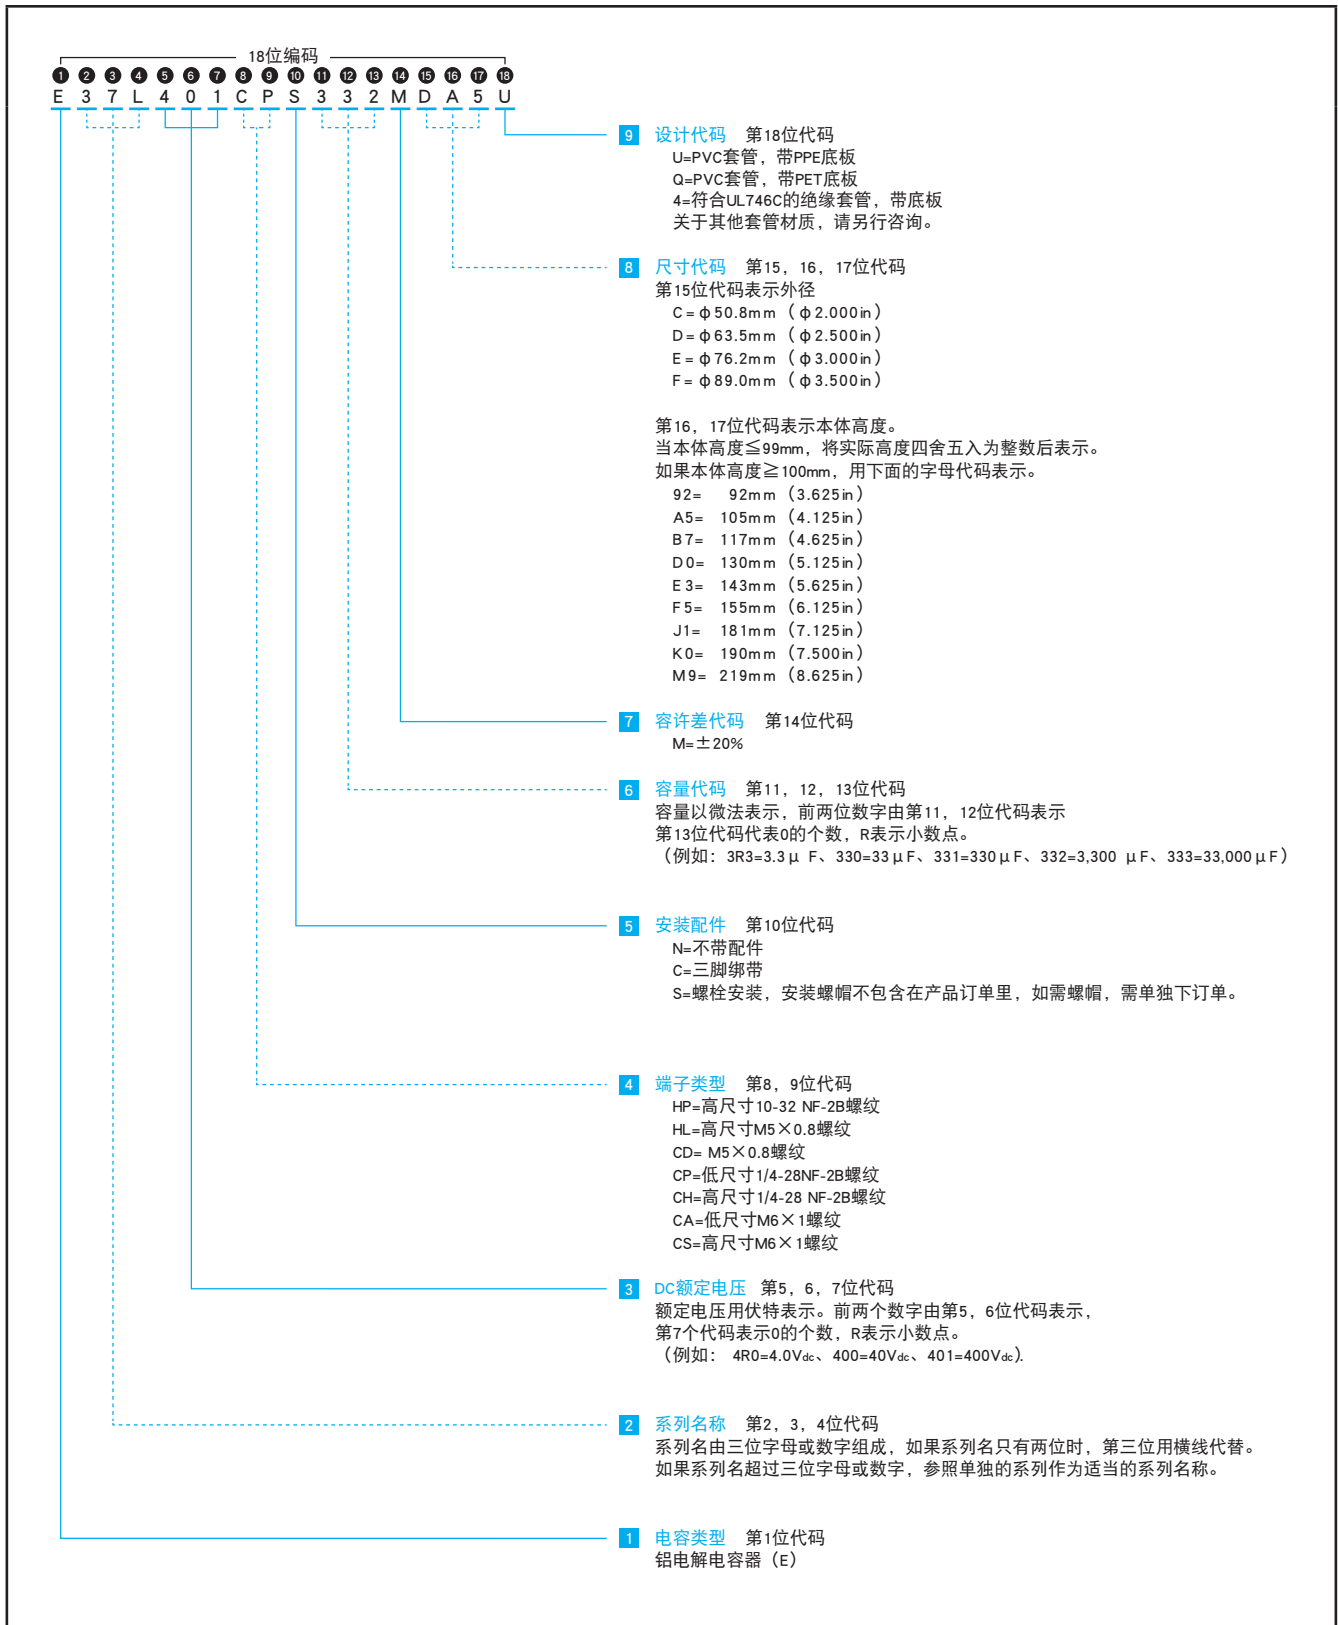 18位编码
1 2 3 4 5 6 7 8 9 10 11 12 13 14 15 16 17 18
E 3 7 L 4 0 1 C P S 3 3 2 M D A 5 U
9 设计代码 第18位代码
U=PVC套管，带PPE底板
Q=PVC套管，带PET底板
4=符合UL746C的绝缘套管，带底板
关于其他套管材质，请另行咨询。
8 尺寸代码 第15，16，17位代码
第15位代码表示外径
C=φ50.8mm（φ2.000in）
D=φ63.5mm（φ2.500in）
E=φ76.2mm（φ3.000in）
F=φ89.0mm（φ3.500in）
第16，17位代码表示本体高度。
当本体高度≦99mm，将实际高度四舍五入为整数后表示。
如果本体高度≧100mm，用下面的字母代码表示。
92= 92mm（3.625in）
A5= 105mm（4.125in）
B7= 117mm（4.625in）
D0= 130mm（5.125in）
E3= 143mm（5.625in）
F5= 155mm（6.125in）
J1= 181mm（7.125in）
K0= 190mm（7.500in）
M9= 219mm（8.625in）
7 容许差代码 第14位代码
M=±20%
6 容量代码 第11，12，13位代码
容量以微法表示，前两位数字由第11，12位代码表示
第13位代码代表0的个数，R表示小数点。
（例如：3R3=3.3μ F、330=33μF、331=330μF、332=3,300 μF、333=33,000μF）
5 安装配件 第10位代码
N=不带配件
C=三脚绑带
S=螺栓安装，安装螺帽不包含在产品订单里，如需螺帽，需单独下订单。
4 端子类型 第8，9位代码
HP=高尺寸10-32 NF-2B螺纹
HL=高尺寸M5×0.8螺纹
CD= M5×0.8螺纹
CP=低尺寸1/4-28NF-2B螺纹
CH=高尺寸1/4-28 NF-2B螺纹
CA=低尺寸M6×1螺纹
CS=高尺寸M6×1螺纹
3 DC额定电压 第5，6，7位代码
额定电压用伏特表示。前两个数字由第5，6位代码表示，
第7个代码表示0的个数，R表示小数点。
（例如： 4R0=4.0Vdc、400=40Vdc、401=400Vdc).
2 系列名称 第2，3，4位代码
系列名由三位字母或数字组成，如果系列名只有两位时，第三位用横线代替。
如果系列名超过三位字母或数字，参照单独的系列作为适当的系列名称。
1 电容类型 第1位代码
铝电解电容器（E）